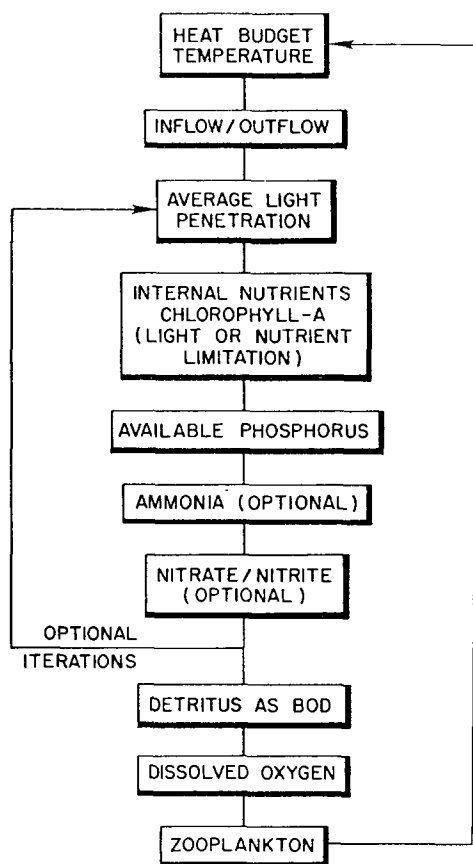 HEAT BUDGET
TEMPERATURE
INFLOW/OUTFLOW
AVERAGE LIGHT
PENETRATION
INTERNAL NUTRIENTS
CHLOROPHYLL-A
(LIGHT OR NUTRIENT
LIMITATION)
AVAILABLE PHOSPHORUS
AMMONIA (OPTIONAL)
NITRATE/NITRITE
(OPTIONAL)
OPTIONAL
ITERATIONS
DETRITUS AS BOD
DISSOLVED OXYGEN
ZOOPLANKTON